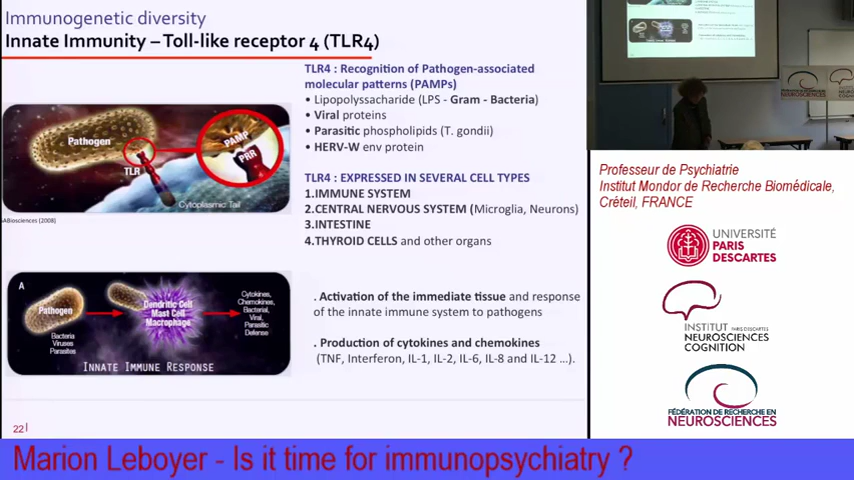 Immunogenetic diversity
Innate Immunity – Toll-like receptor 4 (TLR4)
TLR4 : Recognition of Pathogen-associated
molecular patterns (PAMPs)
• Lipopolyssacharide (LPS - Gram - Bacteria)
• Viral proteins
• Parasitic phospholipids (T. gondii)
• HERV-W env protein
Pathogen
TLR
PAMP
PRR
Cytoplasmic Tail
SABiosciences (2008)
TLR4 : EXPRESSED IN SEVERAL CELL TYPES
1.IMMUNE SYSTEM
2.CENTRAL NERVOUS SYSTEM (Microglia, Neurons)
3.INTESTINE
4.THYROID CELLS and other organs
A
Pathogen
Bacteria
Viruses
Parasites
Dendritic Cell
Mast Cell
Macrophage
Cytokines,
Chemokines,
Bacterial,
Viral,
Parasitic
Defense
INNATE IMMUNE RESPONSE
. Activation of the immediate tissue and response
of the innate immune system to pathogens
. Production of cytokines and chemokines
(TNF, Interferon, IL-1, IL-2, IL-6, IL-8 and IL-12 ...).
22
NEUROSCIENCES
Professeur de Psychiatrie
Institut Mondor de Recherche Biomédicale,
Créteil, FRANCE
UNIVERSITÉ
PARIS
DESCARTES
INSTITUT PARIS DESCARTES
NEUROSCIENCES
COGNITION
FÉDÉRATION DE RECHERCHE EN
NEUROSCIENCES
Marion Leboyer - Is it time for immunopsychiatry ?